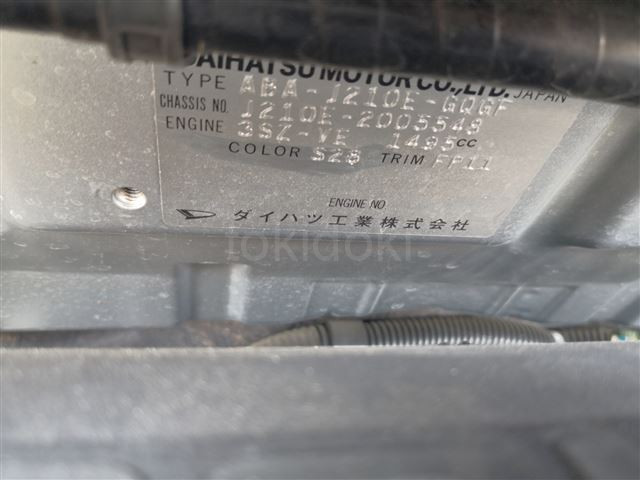 DAIHATSU MOTOR CO.,LTD. JAPAN
TYPE ABA-J210E-GQGF
CHASSIS NO. J210E-2005548
ENGINE 3SZ-VE 1495cc
COLOR S28 TRIM FP11
ENGINE NO.
ダイハツ工業株式会社
tokidoki